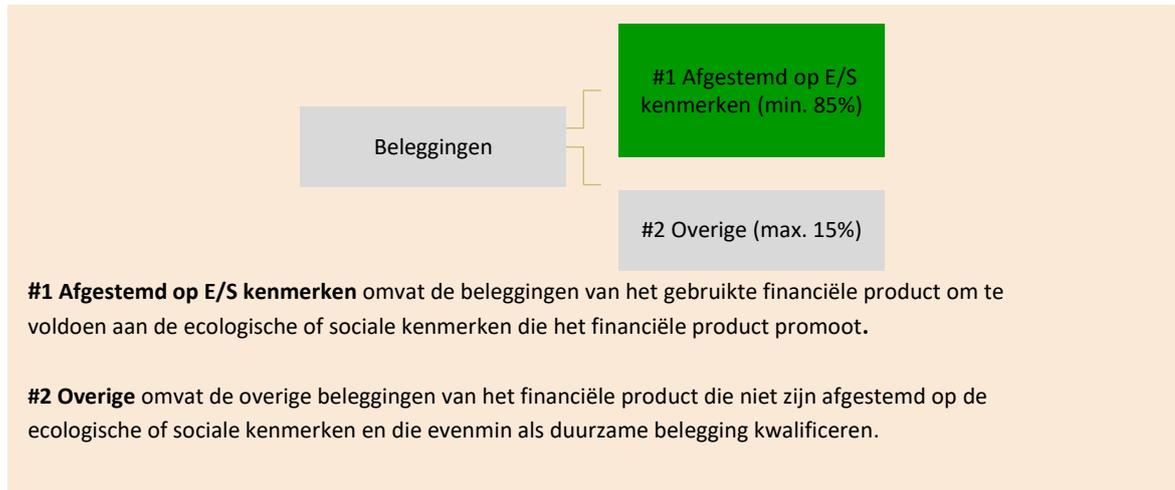 #1 Afgestemd op E/S
kenmerken (min. 85%)
Beleggingen
#2 Overige (max. 15%)
#1 Afgestemd op E/S kenmerken omvat de beleggingen van het gebruikte financiële product om te
voldoen aan de ecologische of sociale kenmerken die het financiële product promoot.
#2 Overige omvat de overige beleggingen van het financiële product die niet zijn afgestemd op de
ecologische of sociale kenmerken en die evenmin als duurzame belegging kwalificeren.